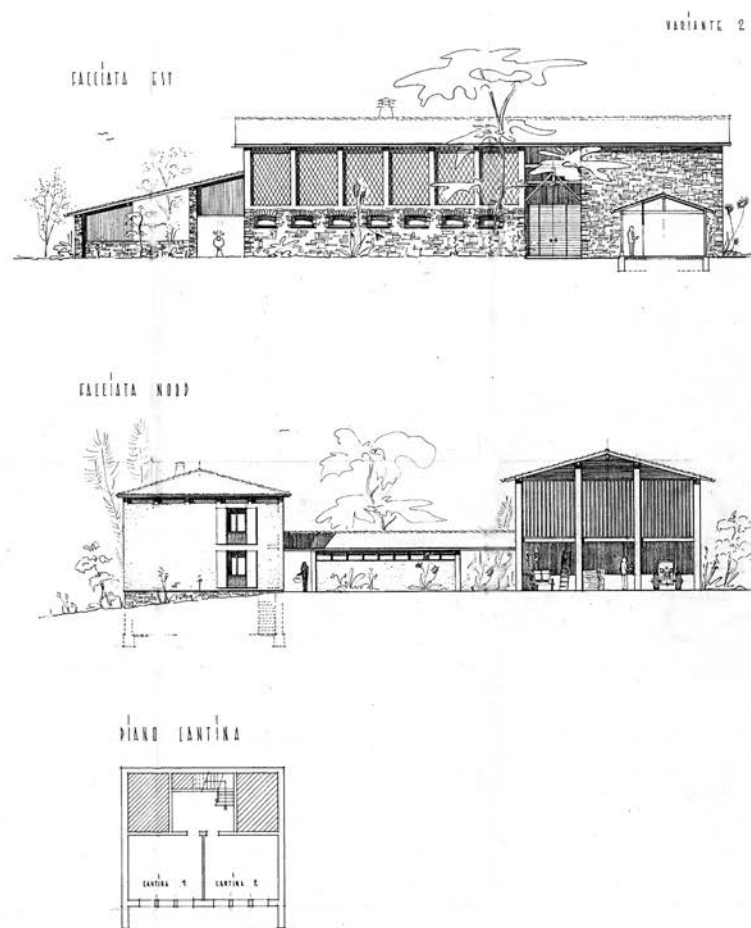 VARIANTE 2
FACCIATA EST
FACCIATA NORD
PIANO CANTINA
CANTINA 1
CANTINA 2